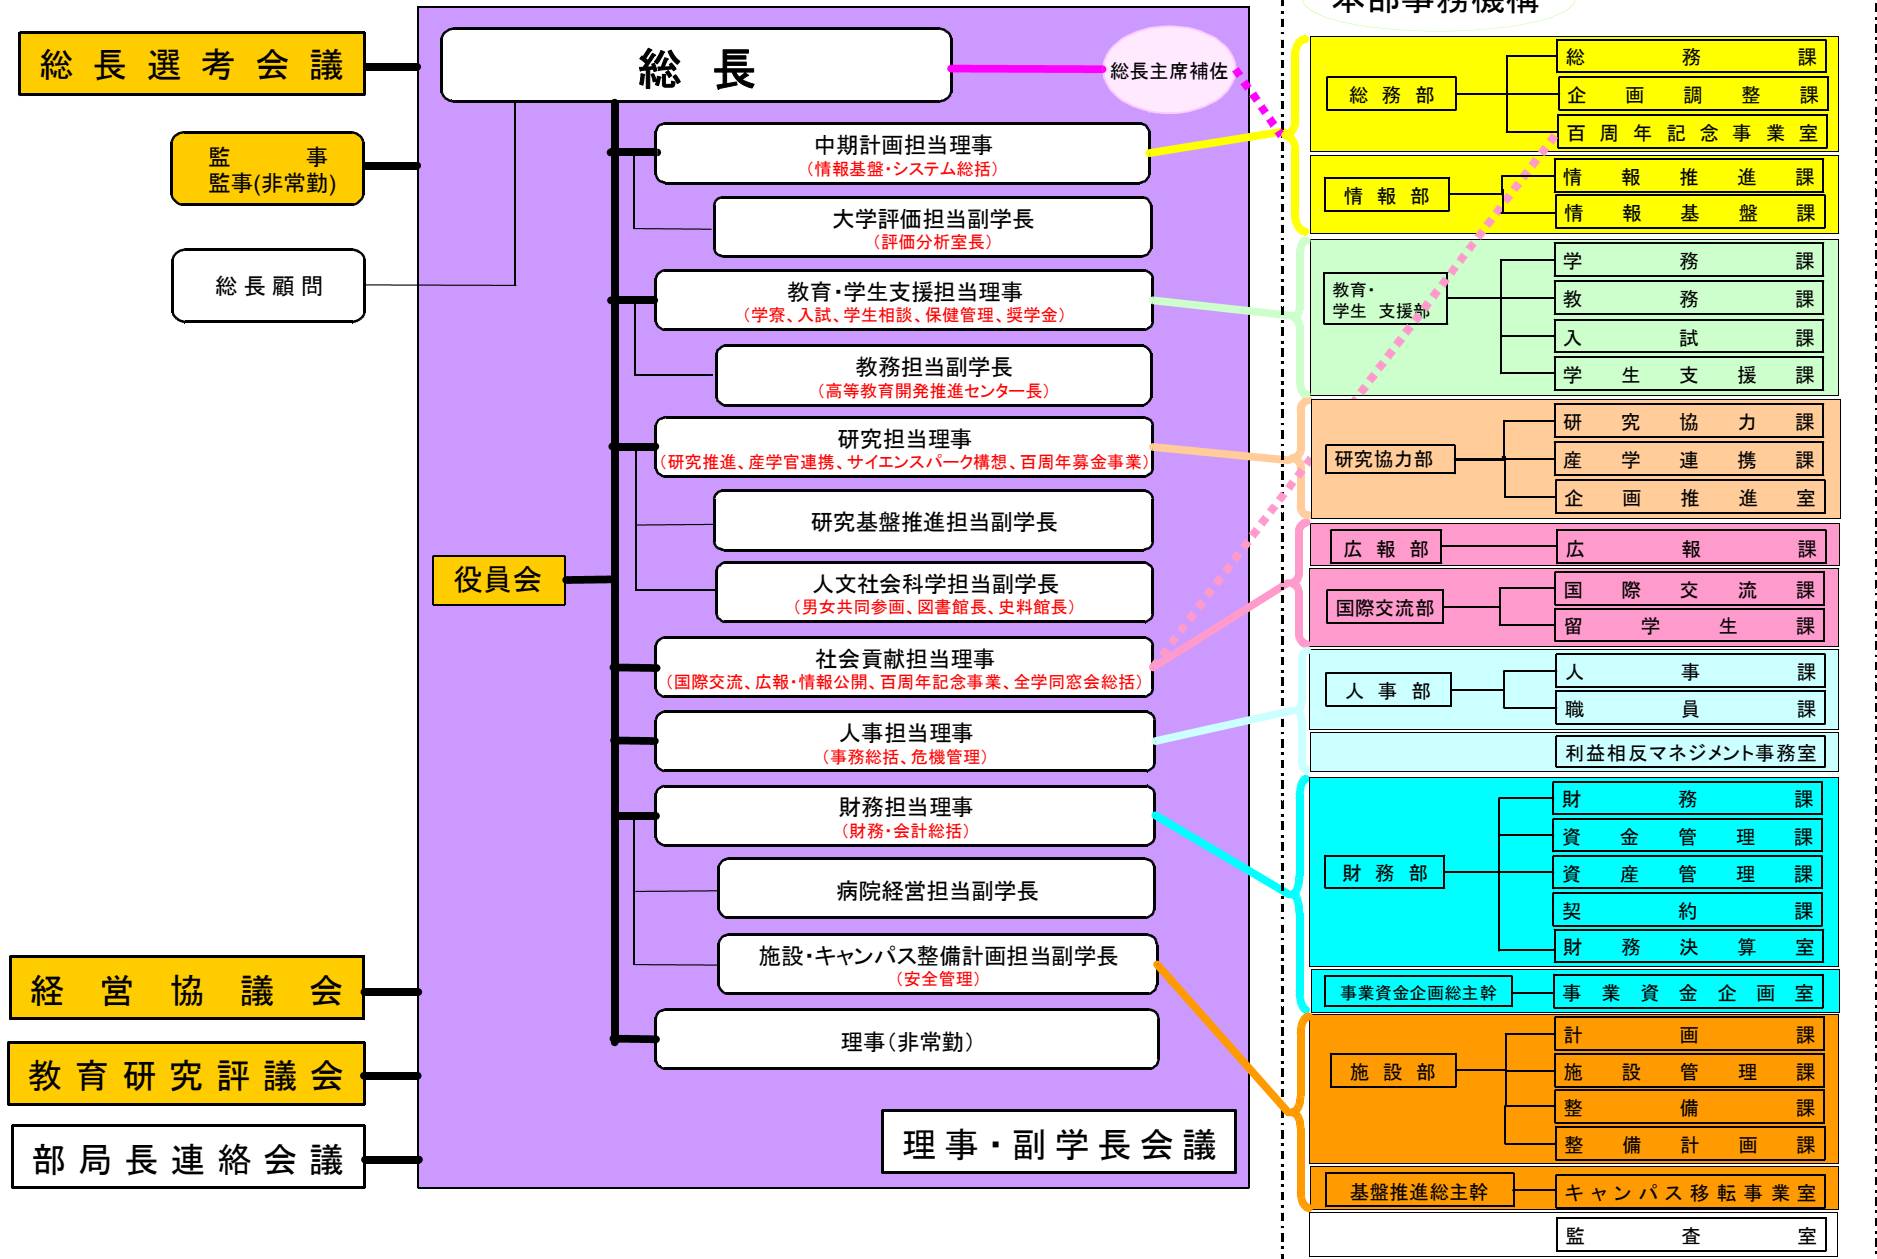 総長選考会議
監事
監事(非常勤)
総長顧問
経営協議会
教育研究評議会
部局長連絡会議
総長
総長主席補佐
役員会
中期計画担当理事
(情報基盤・システム総括)
大学評価担当副学長
(評価分析室長)
教育・学生支援担当理事
(学寮、入試、学生相談、保健管理、奨学金)
教務担当副学長
(高等教育開発推進センター長)
研究担当理事
(研究推進、産学官連携、サイエンスパーク構想、百周年募金事業)
研究基盤推進担当副学長
人文社会科学担当副学長
(男女共同参画、図書館長、史料館長)
社会貢献担当理事
(国際交流、広報・情報公開、百周年記念事業、全学同窓会総括)
人事担当理事
(事務総括、危機管理)
財務担当理事
(財務・会計総括)
病院経営担当副学長
施設・キャンパス整備計画担当副学長
(安全管理)
理事(非常勤)
理事・副学長会議
本部事務機構
総務部
総務課
企画調整課
百周年記念事業室
情報部
情報推進課
情報基盤課
教育・
学生 支援部
学務課
教務課
入試課
学生支援課
研究協力部
研究協力課
産学連携課
企画推進室
広報部
広報課
国際交流部
国際交流課
留学生課
人事部
人事課
職員課
利益相反マネジメント事務室
財務部
財務課
資金管理課
資産管理課
契約課
財務決算室
事業資金企画総主幹
事業資金企画室
施設部
計画課
施設管理課
整備課
整備計画課
基盤推進総主幹
キャンパス移転事業室
監査室